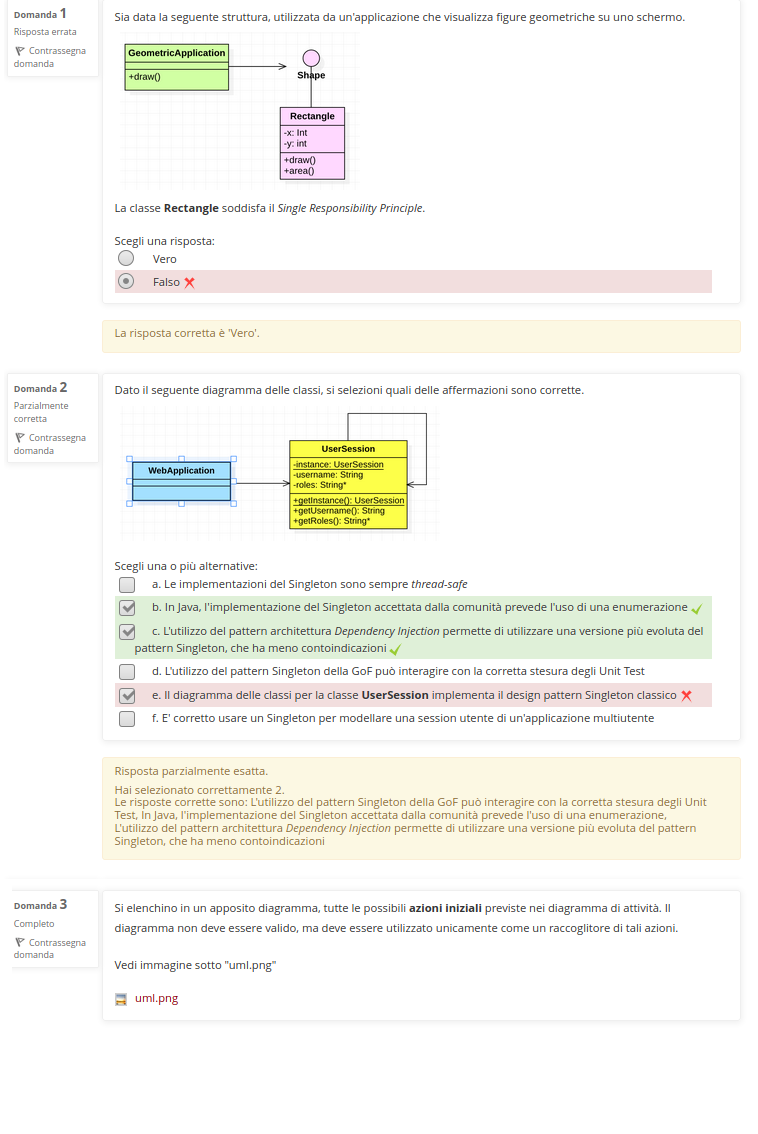 Domanda 1
Risposta errata
Contrassegna
domanda
Sia data la seguente struttura, utilizzata da un'applicazione che visualizza figure geometriche su uno schermo.
GeometricApplication
+draw()
Shape
Rectangle
-x: Int
-y: int
+draw()
+area()
La classe Rectangle soddisfa il Single Responsibility Principle.
Scegli una risposta:
Vero
Falso
La risposta corretta è 'Vero'.
Domanda 2
Parzialmente
corretta
Contrassegna
domanda
Dato il seguente diagramma delle classi, si selezioni quali delle affermazioni sono corrette.
WebApplication
UserSession
-instance: UserSession
-username: String
-roles: String*
+getInstance(): UserSession
+getUsername(): String
+getRoles(): String*
Scegli una o più alternative:
a. Le implementazioni del Singleton sono sempre thread-safe
b. In Java, l'implementazione del Singleton accettata dalla comunità prevede l'uso di una enumerazione
c. L'utilizzo del pattern architettura Dependency Injection permette di utilizzare una versione più evoluta del
pattern Singleton, che ha meno contoindicazioni
d. L'utilizzo del pattern Singleton della GoF può interagire con la corretta stesura degli Unit Test
e. Il diagramma delle classi per la classe UserSession implementa il design pattern Singleton classico
f. E' corretto usare un Singleton per modellare una session utente di un'applicazione multiutente
Risposta parzialmente esatta.
Hai selezionato correttamente 2.
Le risposte corrette sono: L'utilizzo del pattern Singleton della GoF può interagire con la corretta stesura degli Unit
Test, In Java, l'implementazione del Singleton accettata dalla comunità prevede l'uso di una enumerazione,
L'utilizzo del pattern architettura Dependency Injection permette di utilizzare una versione più evoluta del pattern
Singleton, che ha meno contoindicazioni
Domanda 3
Completo
Contrassegna
domanda
Si elenchino in un apposito diagramma, tutte le possibili azioni iniziali previste nei diagramma di attività. Il
diagramma non deve essere valido, ma deve essere utilizzato unicamente come un raccoglitore di tali azioni.
Vedi immagine sotto "uml.png"
uml.png